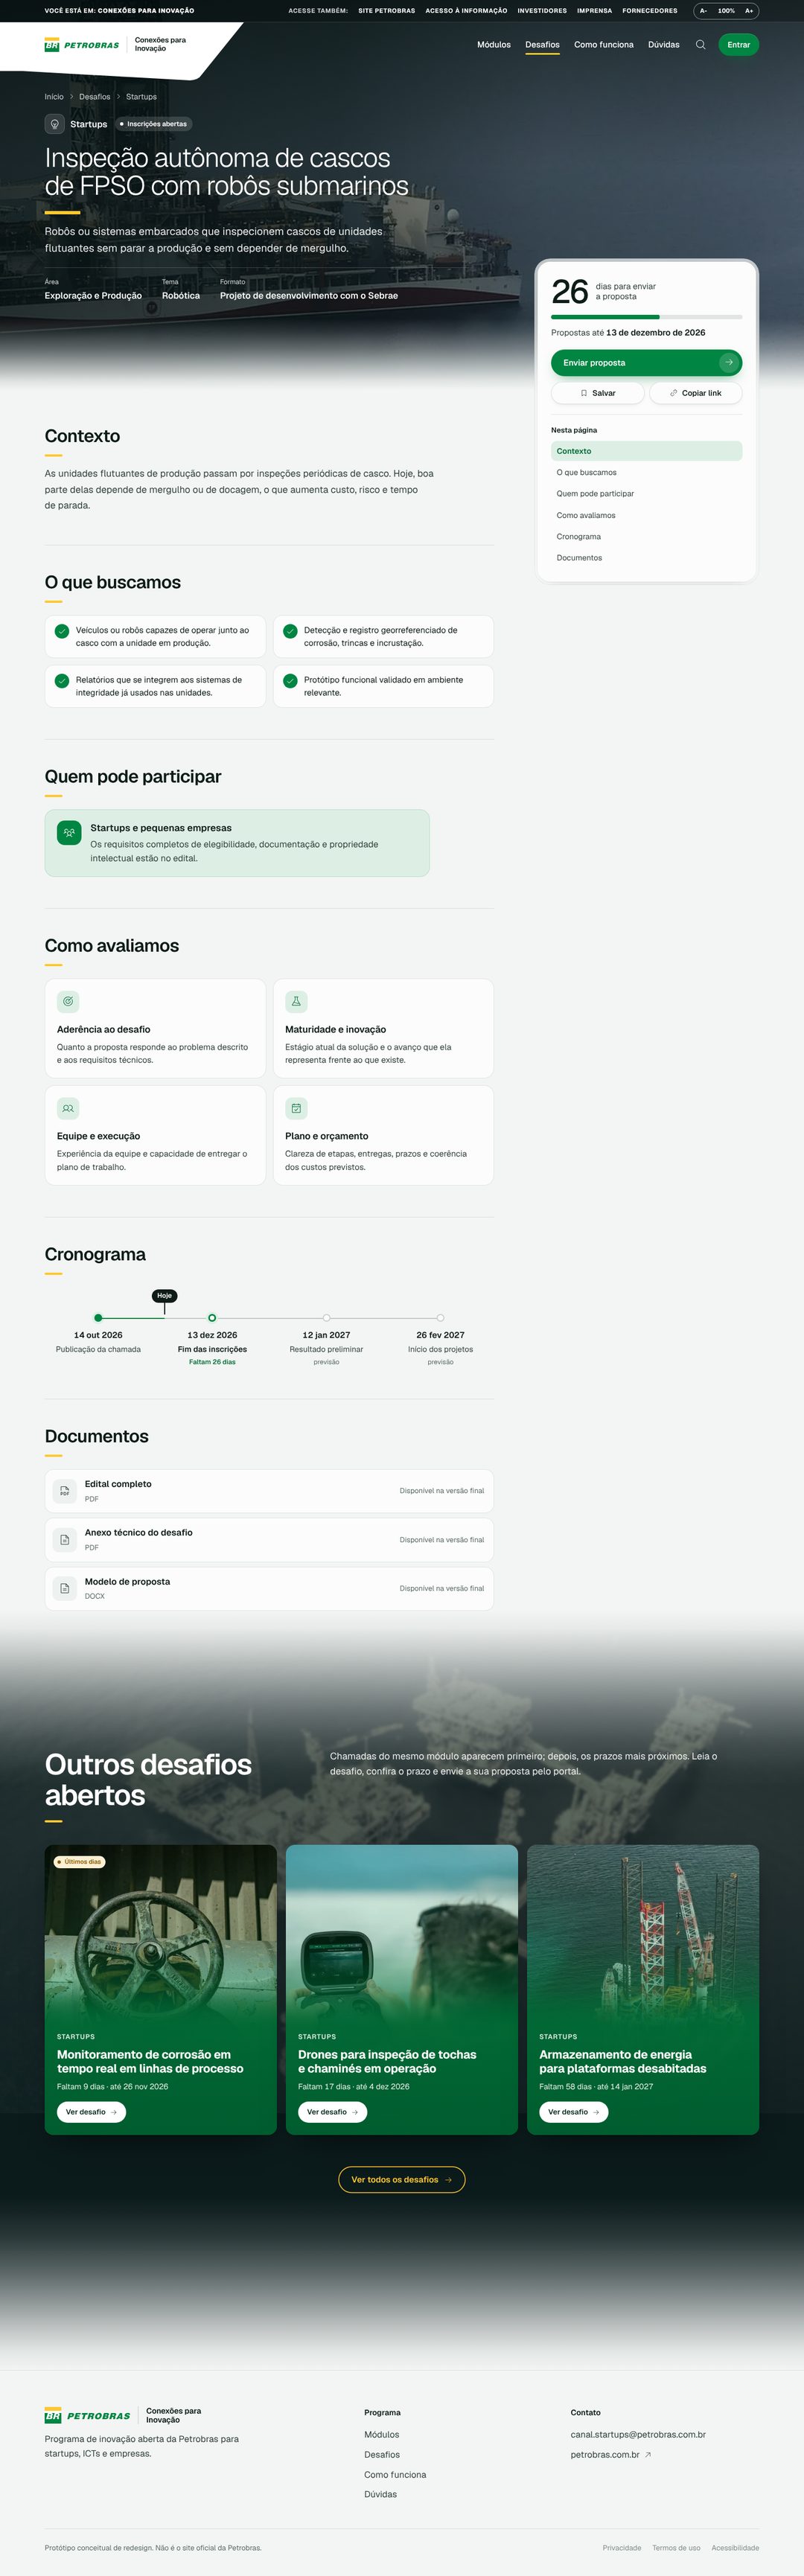 VOCÊ ESTÁ EM: CONEXÕES PARA INOVAÇÃO
ACESSE TAMBÉM: SITE PETROBRAS ACESSO À INFORMAÇÃO INVESTIDORES IMPRENSA FORNECEDORES A- 100% A+
BR PETROBRAS
Conexões para
Inovação
Módulos Desafios Como funciona Dúvidas Entrar
Início Desafios Startups
Startups Inscrições abertas
Inspeção autônoma de cascos
de FPSO com robôs submarinos
Robôs ou sistemas embarcados que inspecionem cascos de unidades
flutuantes sem parar a produção e sem depender de mergulho.
Área Tema Formato
Exploração e Produção Robótica Projeto de desenvolvimento com o Sebrae
26
dias para enviar
a proposta
Propostas até 13 de dezembro de 2026
Enviar proposta
Salvar Copiar link
Nesta página
Contexto
O que buscamos
Quem pode participar
Como avaliamos
Cronograma
Documentos
Contexto
As unidades flutuantes de produção passam por inspeções periódicas de casco. Hoje, boa
parte delas depende de mergulho ou de docagem, o que aumenta custo, risco e tempo
de parada.
O que buscamos
Veículos ou robôs capazes de operar junto ao
casco com a unidade em produção.
Detecção e registro georreferenciado de
corrosão, trincas e incrustação.
Relatórios que se integrem aos sistemas de
integridade já usados nas unidades.
Protótipo funcional validado em ambiente
relevante.
Quem pode participar
Startups e pequenas empresas
Os requisitos completos de elegibilidade, documentação e propriedade
intelectual estão no edital.
Como avaliamos
Aderência ao desafio
Quanto a proposta responde ao problema descrito
e aos requisitos técnicos.
Maturidade e inovação
Estágio atual da solução e o avanço que ela
representa frente ao que existe.
Equipe e execução
Experiência da equipe e capacidade de entregar o
plano de trabalho.
Plano e orçamento
Clareza de etapas, entregas, prazos e coerência
dos custos previstos.
Cronograma
Hoje
14 out 2026
Publicação da chamada
13 dez 2026
Fim das inscrições
Faltam 26 dias
12 jan 2027
Resultado preliminar
previsão
26 fev 2027
Início dos projetos
previsão
Documentos
PDF
Edital completo
PDF
Disponível na versão final
Anexo técnico do desafio
PDF
Disponível na versão final
Modelo de proposta
DOCX
Disponível na versão final
Outros desafios
abertos
Chamadas do mesmo módulo aparecem primeiro; depois, os prazos mais próximos. Leia o
desafio, confira o prazo e envie a sua proposta pelo portal.
Últimos dias
STARTUPS
Monitoramento de corrosão em
tempo real em linhas de processo
Faltam 9 dias · até 26 nov 2026
Ver desafio
STARTUPS
Drones para inspeção de tochas
e chaminés em operação
Faltam 17 dias · até 4 dez 2026
Ver desafio
STARTUPS
Armazenamento de energia
para plataformas desabitadas
Faltam 58 dias · até 14 jan 2027
Ver desafio
Ver todos os desafios
BR PETROBRAS
Conexões para
Inovação
Programa de inovação aberta da Petrobras para
startups, ICTs e empresas.
Programa
Módulos
Desafios
Como funciona
Dúvidas
Contato
canal.startups@petrobras.com.br
petrobras.com.br
Protótipo conceitual de redesign. Não é o site oficial da Petrobras.
Privacidade Termos de uso Acessibilidade